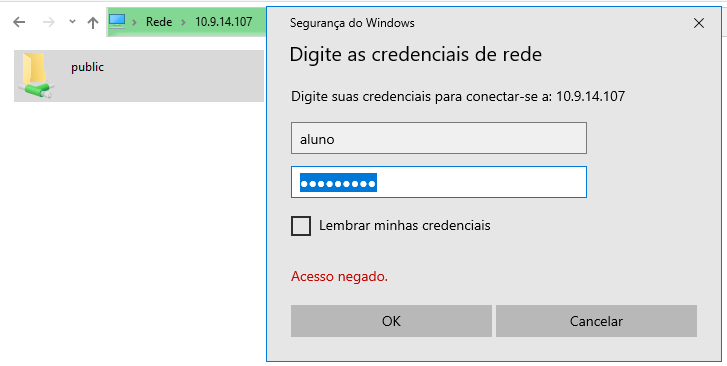 Rede > 10.9.14.107
public
Segurança do Windows
Digite as credenciais de rede
Digite suas credenciais para conectar-se a: 10.9.14.107
aluno
●●●●●●●●●
Lembrar minhas credenciais
Acesso negado.
OK
Cancelar